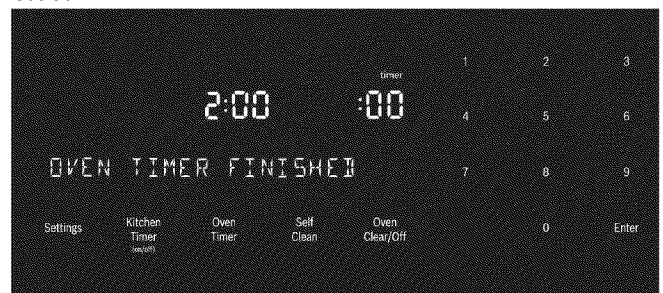 1 2 3
timer
2:00 :00
4 5 6
OVEN TIMER FINISHED
7 8 9
Settings Kitchen Timer (on/off) Oven Timer Self Clean Oven Clear/Off 0 Enter